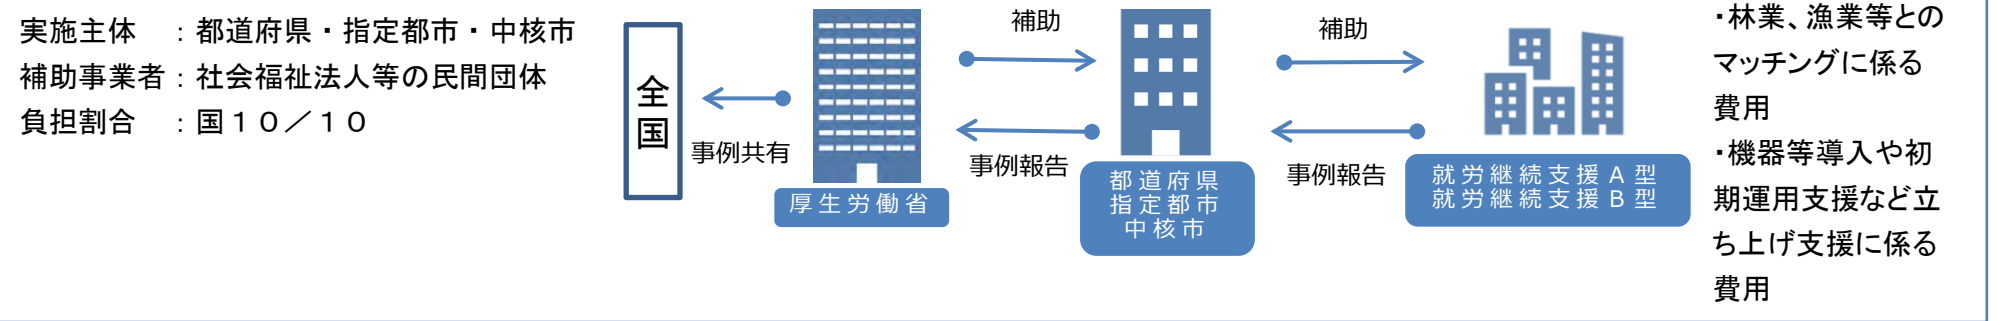 実施主体　：都道府県・指定都市・中核市
補助事業者：社会福祉法人等の民間団体
負担割合　：国１０／１０
全国
事例共有
厚生労働省
補助
事例報告
都道府県
指定都市
中核市
補助
事例報告
就労継続支援Ａ型
就労継続支援Ｂ型
・林業、漁業等との
マッチングに係る
費用
・機器等導入や初
期運用支援など立
ち上げ支援に係る
費用